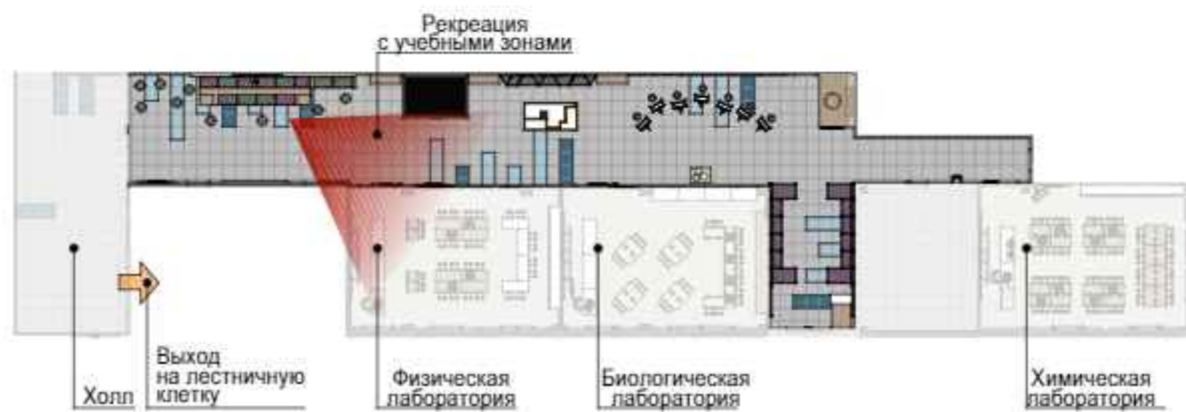 Рекреация
с учебными зонами
Холл
Выход
на лестничную
клетку
Физическая
лаборатория
Биологическая
лаборатория
Химическая
лаборатория